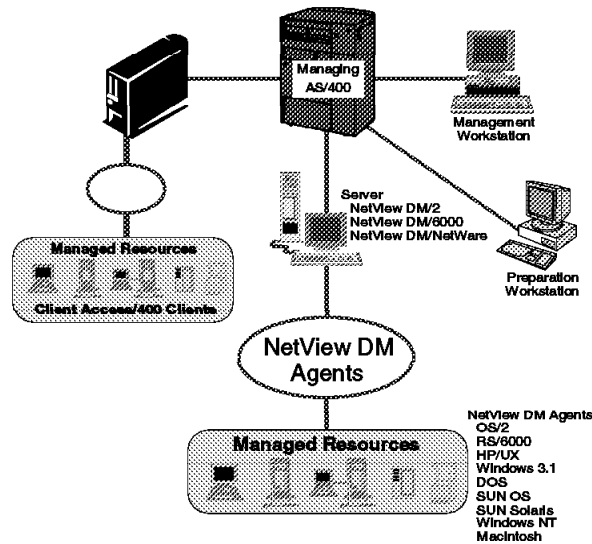 Managing
AS/400
Management
Workstation
Server
NetView DM/2
NetView DM/6000
NetView DM/NetWare
Preparation
Workstation
Managed Resources
Client Access/400 Clients
NetView DM
Agents
Managed Resources
NetView DM Agents
OS/2
RS/6000
HP/UX
Windows 3.1
DOS
SUN OS
SUN Solaris
Windows NT
Macintosh